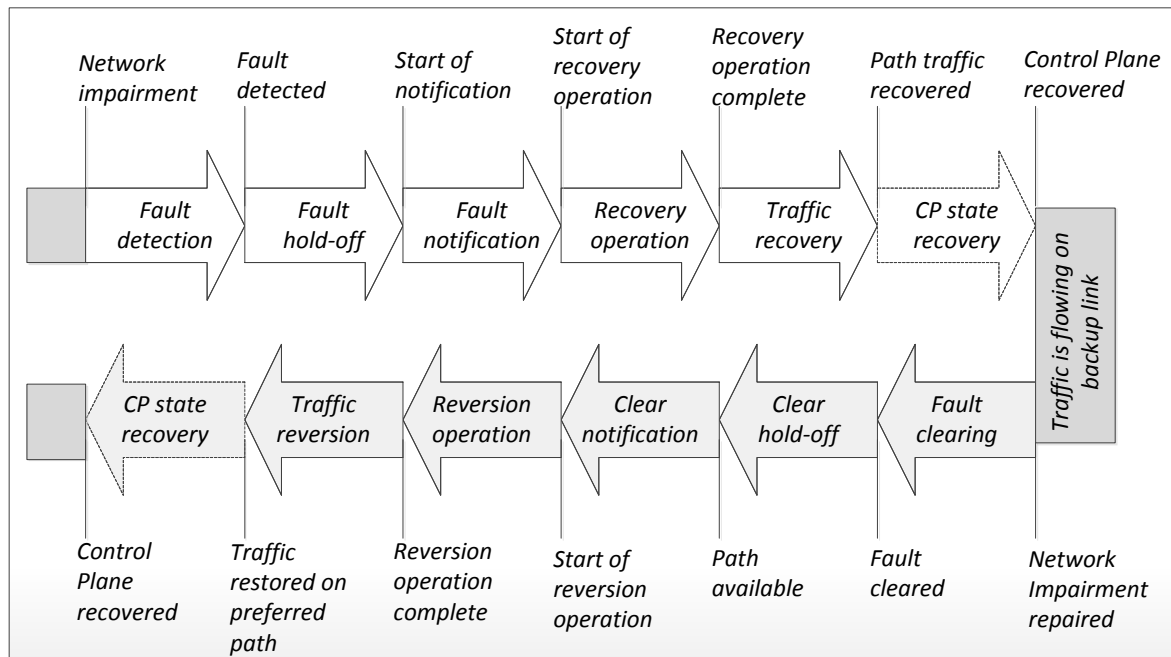 Network
impairment
Fault
detected
Start of
notification
Start of
recovery
operation
Recovery
operation
complete
Path traffic
recovered
Control Plane
recovered
Fault
detection
Fault
hold-off
Fault
notification
Recovery
operation
Traffic
recovery
CP state
recovery
Traffic is flowing on
backup link
CP state
recovery
Traffic
reversion
Reversion
operation
Clear
notification
Clear
hold-off
Fault
clearing
Control
Plane
recovered
Traffic
restored on
preferred
path
Reversion
operation
complete
Start of
reversion
operation
Path
available
Fault
cleared
Network
Impairment
repaired